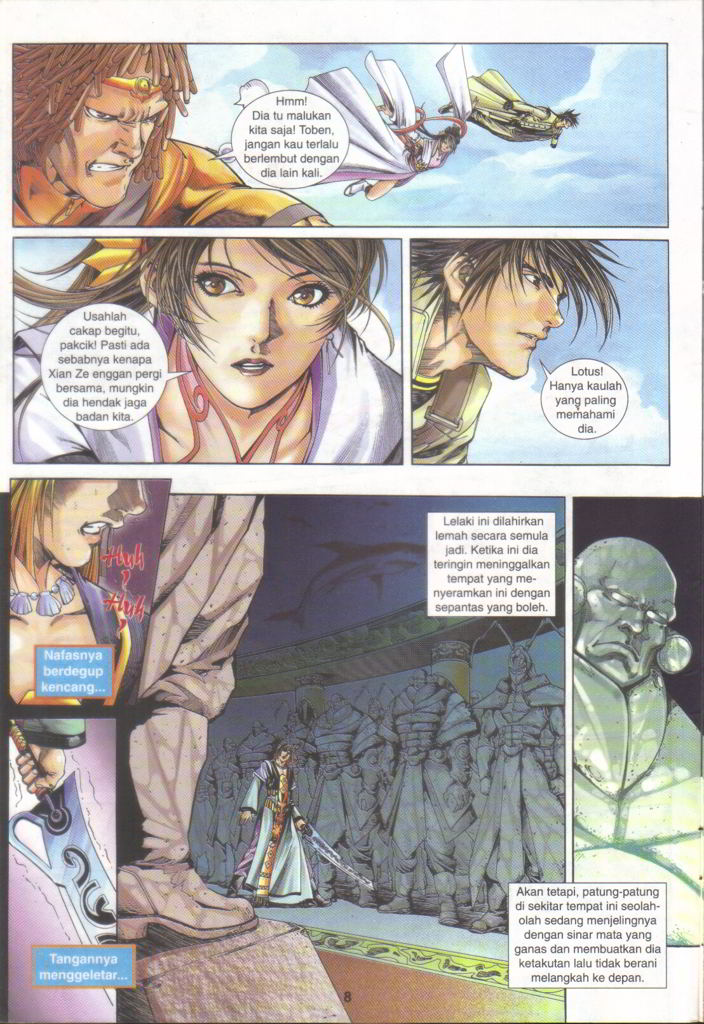 Hmm!
Dia tu malukan
kita saja! Toben,
jangan kau terlalu
berlembut dengan
dia lain kali.
Usahlah
cakap begitu,
pakcik! Pasti ada
sebabnya kenapa
Xian Ze enggan pergi
bersama, mungkin
dia hendak jaga
badan kita.
Lotus!
Hanya kaulah
yang paling
memahami
dia.
Huh
Huh
Nafasnya
berdegup
kencang...
Lelaki ini dilahirkan
lemah secara semula
jadi. Ketika ini dia
teringin meninggalkan
tempat yang me-
nyeramkan ini dengan
sepantas yang boleh.
Tangannya
menggeletar...
Akan tetapi, patung-patung
di sekitar tempat ini seolah-
olah sedang menjelingnya
dengan sinar mata yang
ganas dan membuatkan dia
ketakutan lalu tidak berani
melangkah ke depan.
8